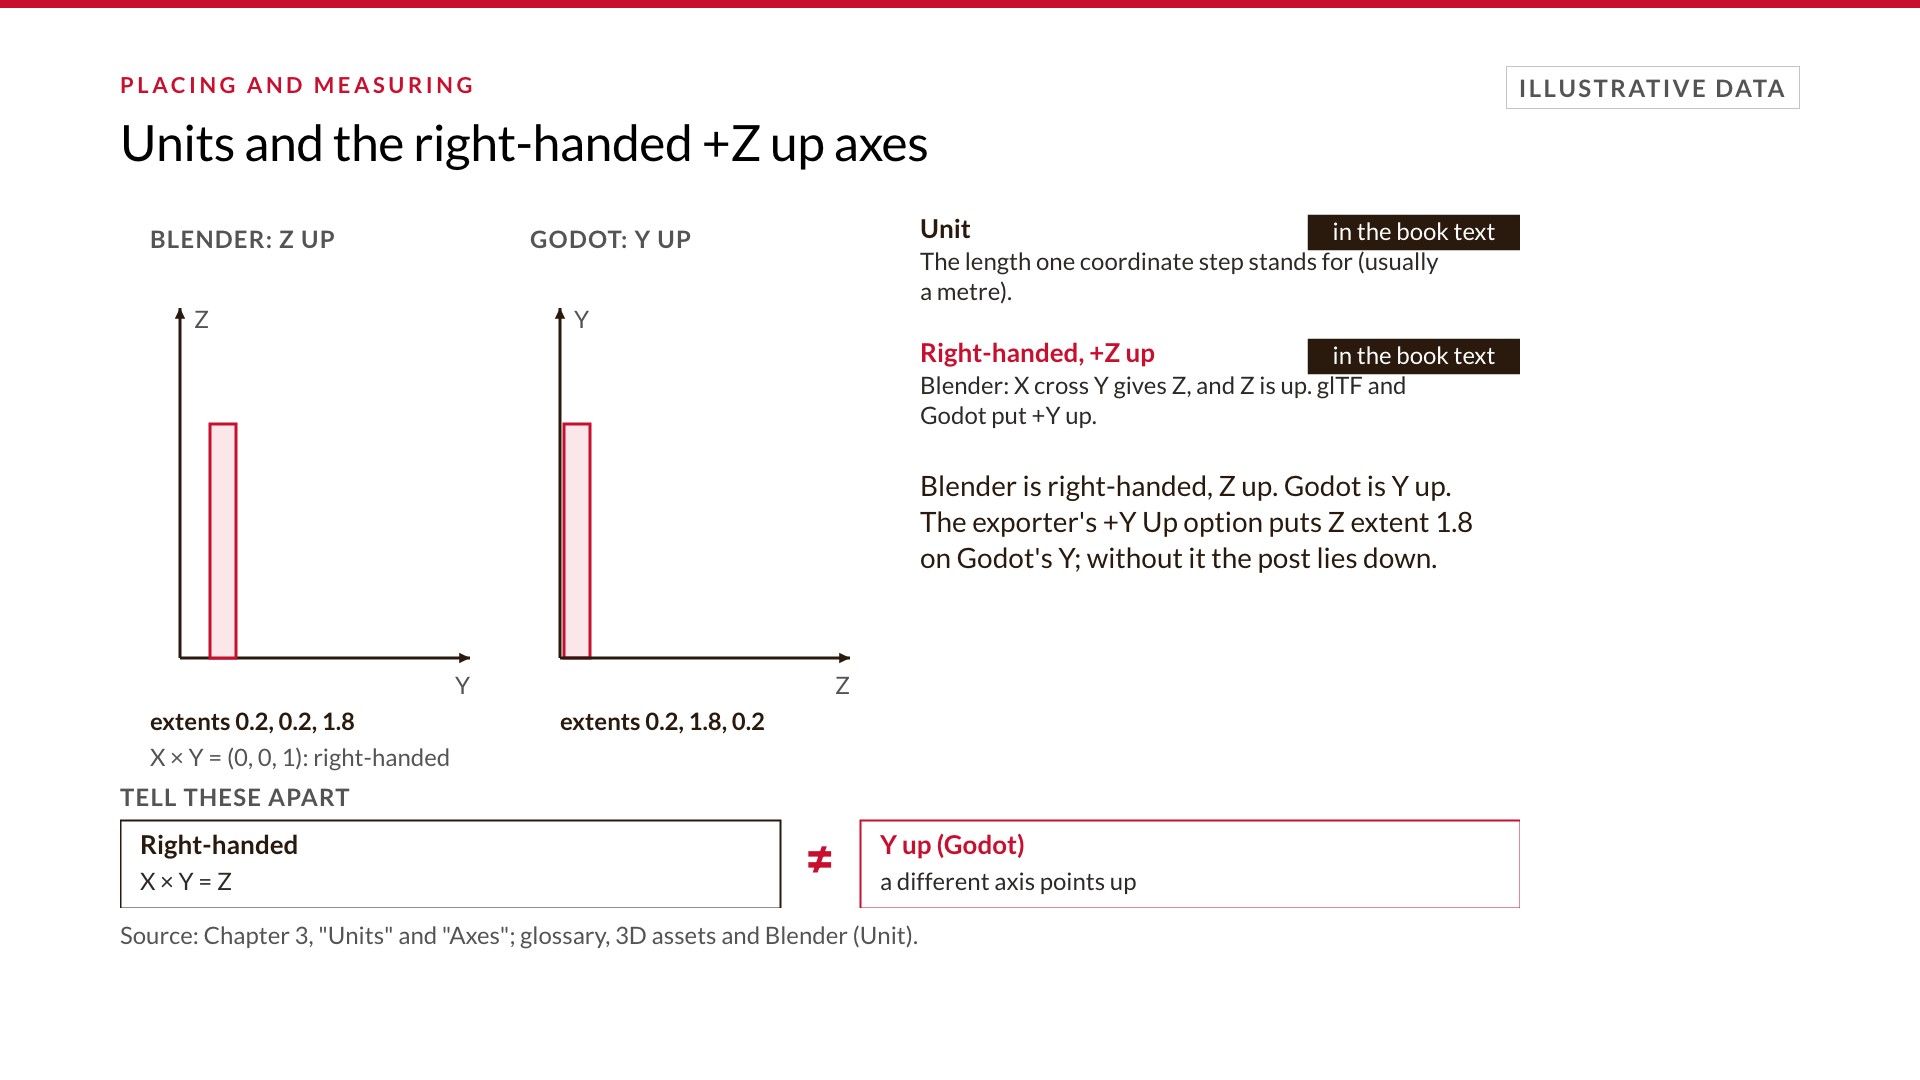 PLACING AND MEASURING
ILLUSTRATIVE DATA
Units and the right-handed +Z up axes
BLENDER: Z UP
GODOT: Y UP
Z
Y
Y
Z
extents 0.2, 0.2, 1.8
extents 0.2, 1.8, 0.2
X × Y = (0, 0, 1): right-handed
Unit
in the book text
The length one coordinate step stands for (usually
a metre).
Right-handed, +Z up
in the book text
Blender: X cross Y gives Z, and Z is up. glTF and
Godot put +Y up.
Blender is right-handed, Z up. Godot is Y up.
The exporter's +Y Up option puts Z extent 1.8
on Godot's Y; without it the post lies down.
TELL THESE APART
Right-handed
X × Y = Z
≠
Y up (Godot)
a different axis points up
Source: Chapter 3, "Units" and "Axes"; glossary, 3D assets and Blender (Unit).